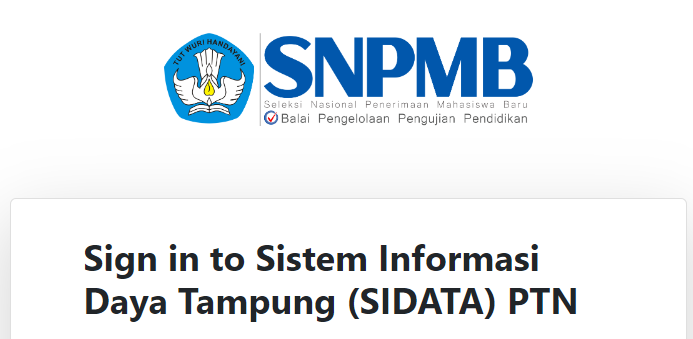 TUT WURI HANDAYANI
SNPMB
Seleksi Nasional Penerimaan Mahasiswa Baru
Balai Pengelolaan Pengujian Pendidikan
Sign in to Sistem Informasi
Daya Tampung (SIDATA) PTN